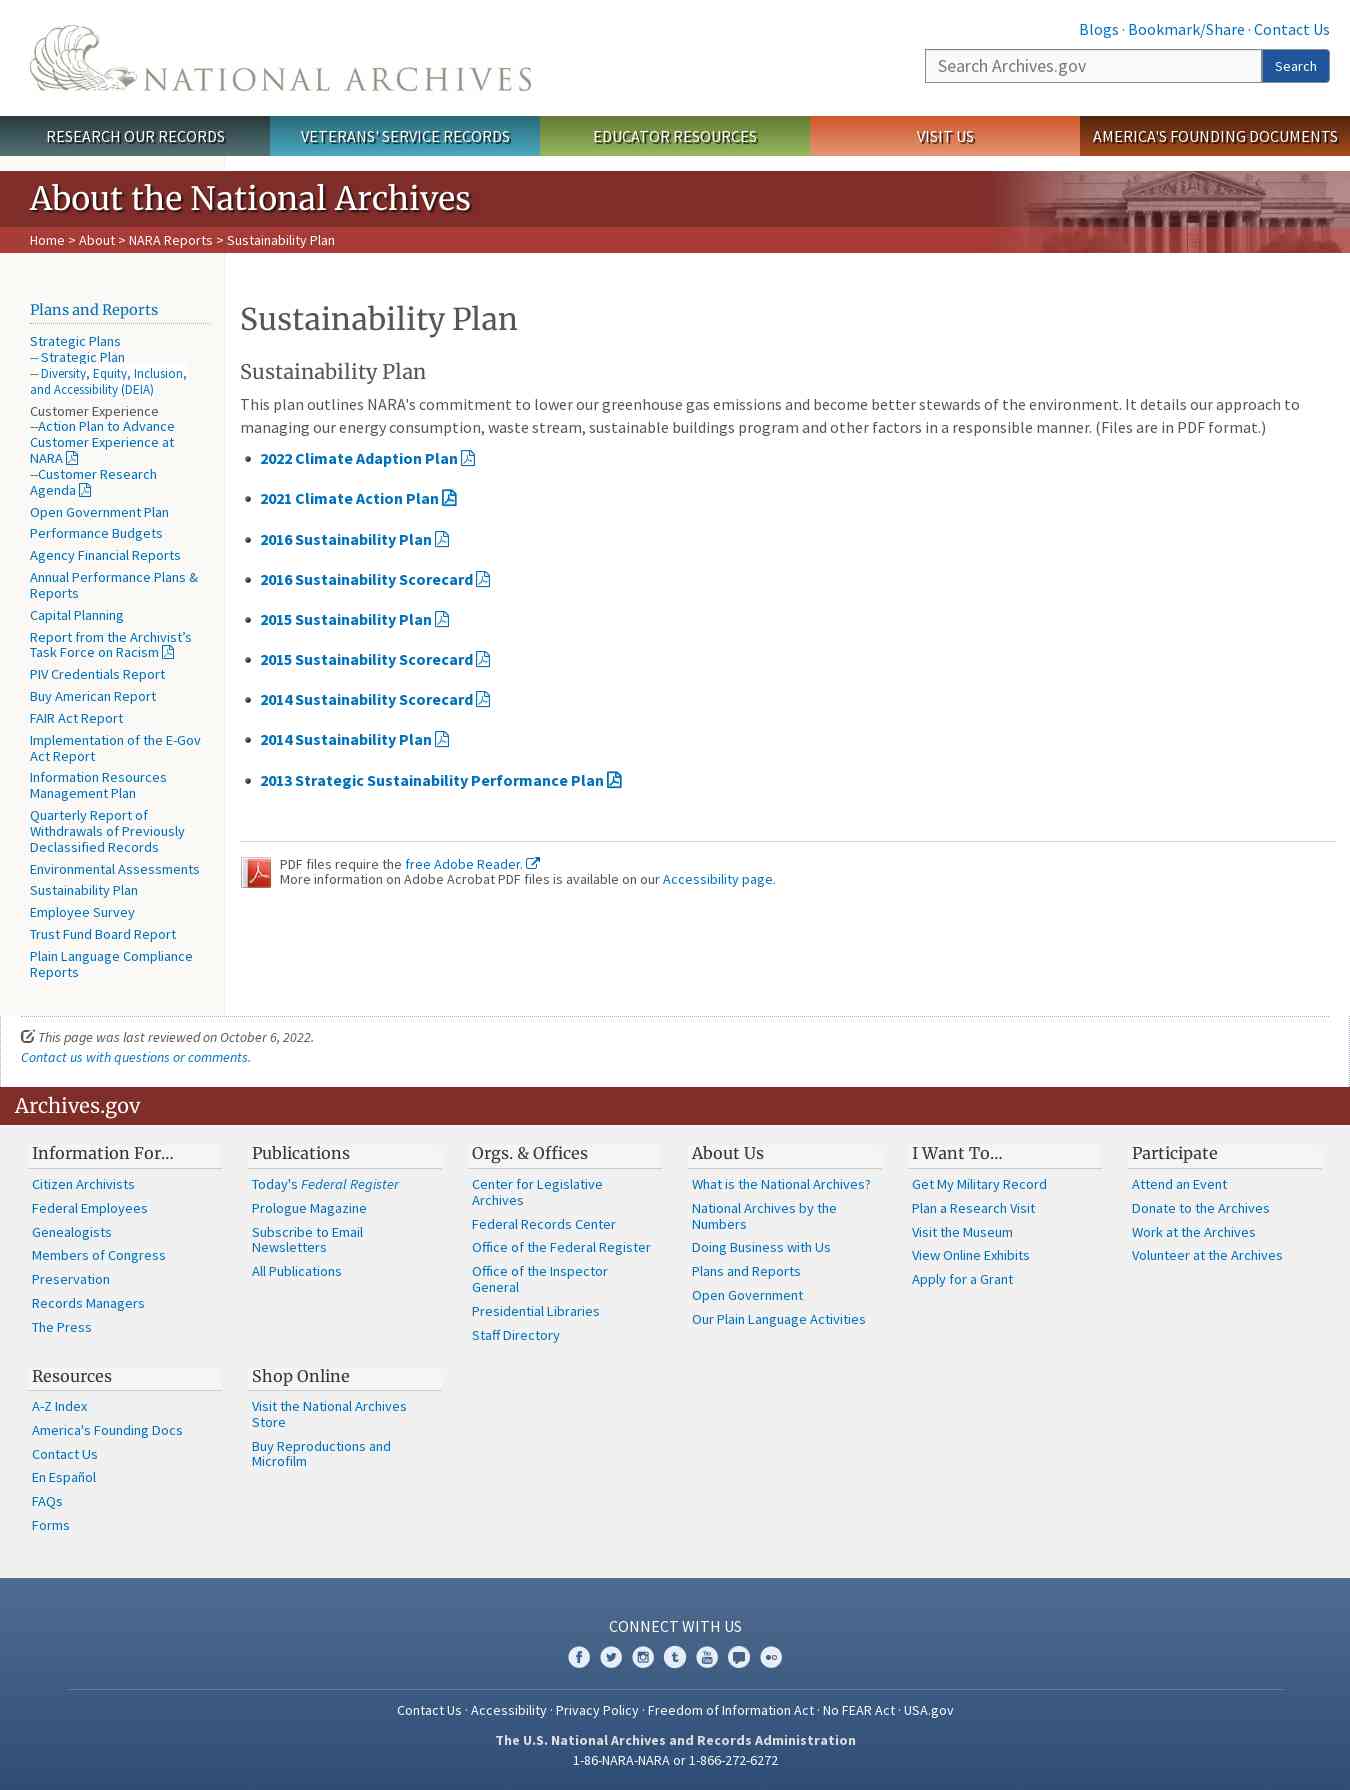 NATIONAL ARCHIVES
Blogs · Bookmark/Share · Contact Us
Search Archives.gov
Search
RESEARCH OUR RECORDS
VETERANS' SERVICE RECORDS
EDUCATOR RESOURCES
VISIT US
AMERICA'S FOUNDING DOCUMENTS
About the National Archives
Home > About > NARA Reports > Sustainability Plan
Plans and Reports
Strategic Plans
-- Strategic Plan
-- Diversity, Equity, Inclusion,
and Accessibility (DEIA)
Customer Experience
--Action Plan to Advance
Customer Experience at
NARA
--Customer Research
Agenda
Open Government Plan
Performance Budgets
Agency Financial Reports
Annual Performance Plans &
Reports
Capital Planning
Report from the Archivist’s
Task Force on Racism
PIV Credentials Report
Buy American Report
FAIR Act Report
Implementation of the E-Gov
Act Report
Information Resources
Management Plan
Quarterly Report of
Withdrawals of Previously
Declassified Records
Environmental Assessments
Sustainability Plan
Employee Survey
Trust Fund Board Report
Plain Language Compliance
Reports
Sustainability Plan
Sustainability Plan
This plan outlines NARA's commitment to lower our greenhouse gas emissions and become better stewards of the environment. It details our approach to
managing our energy consumption, waste stream, sustainable buildings program and other factors in a responsible manner. (Files are in PDF format.)
2022 Climate Adaption Plan
2021 Climate Action Plan
2016 Sustainability Plan
2016 Sustainability Scorecard
2015 Sustainability Plan
2015 Sustainability Scorecard
2014 Sustainability Scorecard
2014 Sustainability Plan
2013 Strategic Sustainability Performance Plan
PDF files require the free Adobe Reader.
More information on Adobe Acrobat PDF files is available on our Accessibility page.
This page was last reviewed on October 6, 2022.
Contact us with questions or comments.
Archives.gov
Information For…
Citizen Archivists
Federal Employees
Genealogists
Members of Congress
Preservation
Records Managers
The Press
Publications
Today's Federal Register
Prologue Magazine
Subscribe to Email
Newsletters
All Publications
Orgs. & Offices
Center for Legislative
Archives
Federal Records Center
Office of the Federal Register
Office of the Inspector
General
Presidential Libraries
Staff Directory
About Us
What is the National Archives?
National Archives by the
Numbers
Doing Business with Us
Plans and Reports
Open Government
Our Plain Language Activities
I Want To…
Get My Military Record
Plan a Research Visit
Visit the Museum
View Online Exhibits
Apply for a Grant
Participate
Attend an Event
Donate to the Archives
Work at the Archives
Volunteer at the Archives
Resources
A-Z Index
America's Founding Docs
Contact Us
En Español
FAQs
Forms
Shop Online
Visit the National Archives
Store
Buy Reproductions and
Microfilm
CONNECT WITH US
Contact Us · Accessibility · Privacy Policy · Freedom of Information Act · No FEAR Act · USA.gov
The U.S. National Archives and Records Administration
1-86-NARA-NARA or 1-866-272-6272